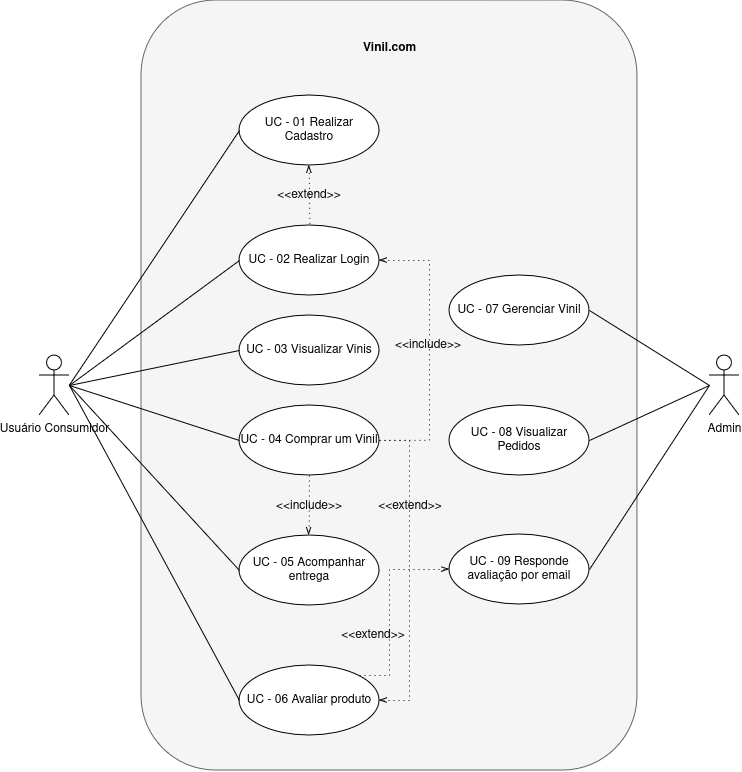 Vinil.com
UC - 01 Realizar
Cadastro
<<extend>>
UC - 02 Realizar Login
UC - 07 Gerenciar Vinil
<<include>>
UC - 03 Visualizar Vinis
Usuário Consumidor
Admin
UC - 04 Comprar um Vinil
UC - 08 Visualizar
Pedidos
<<include>>
<<extend>>
UC - 05 Acompanhar
entrega
UC - 09 Responde
avaliação por email
<<extend>>
UC - 06 Avaliar produto